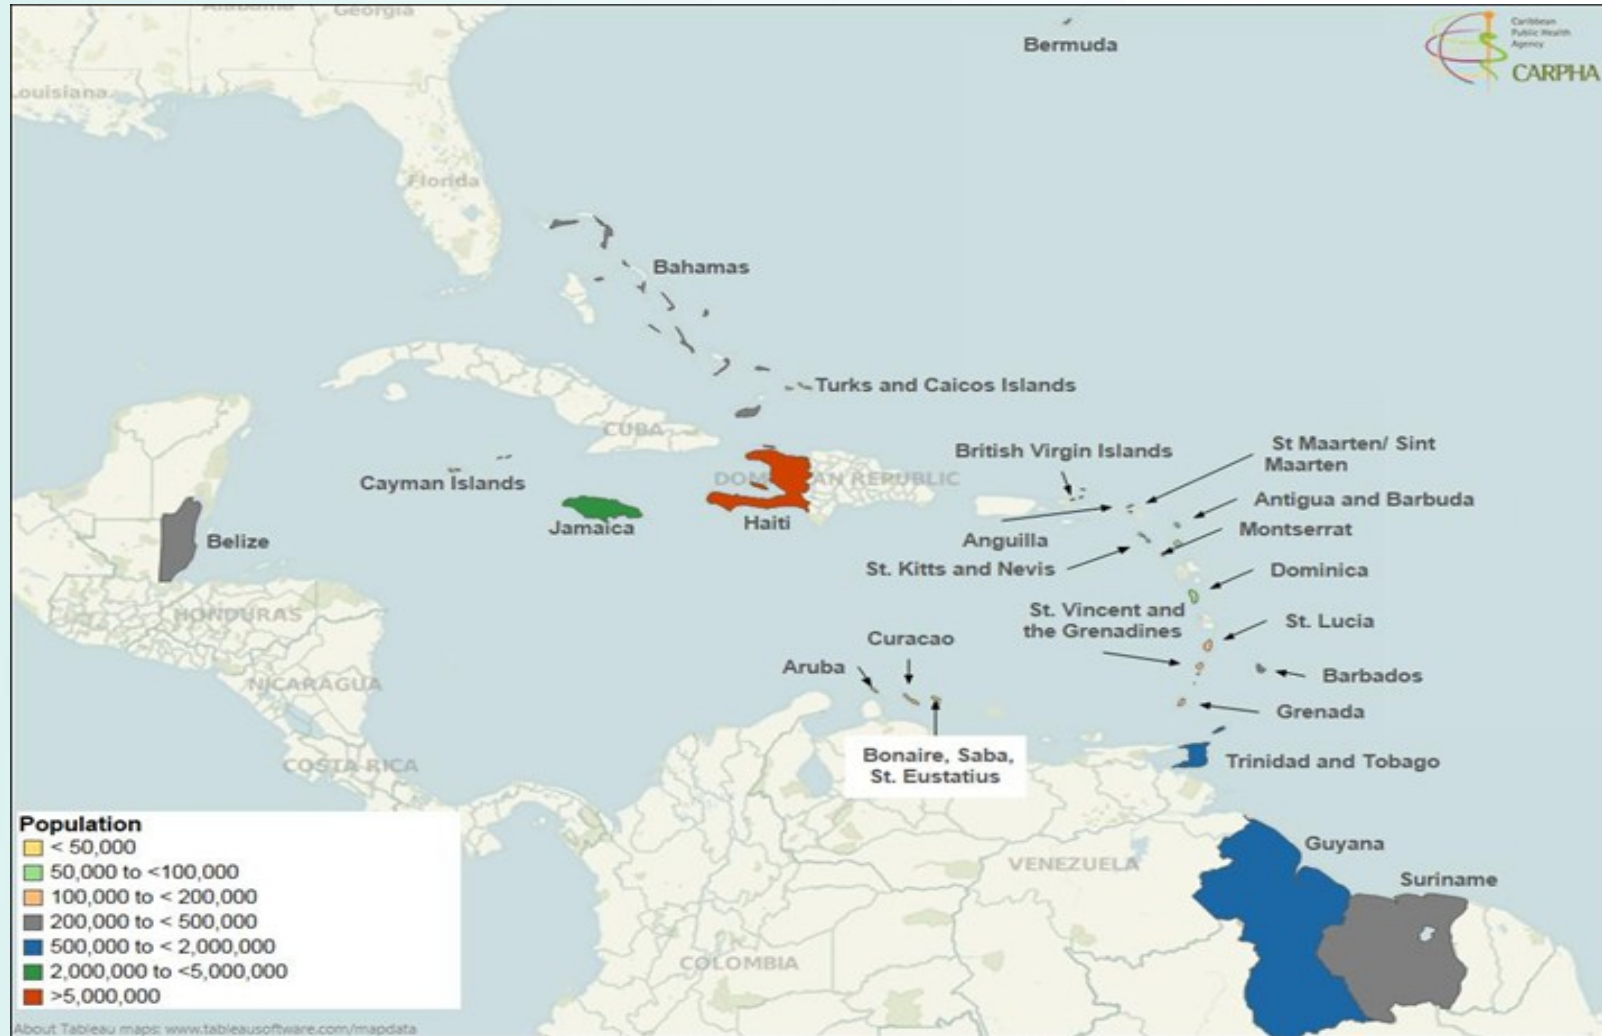 Alabama
Georgia
Louisiana
Florida
Bermuda
Caribbean
Public Health
Agency
CARPHA
Bahamas
Turks and Caicos Islands
CUBA
British Virgin Islands
St Maarten/ Sint
Maarten
Cayman Islands
DOMINICAN REPUBLIC
Antigua and Barbuda
Jamaica
Haiti
Montserrat
Belize
Anguilla
St. Kitts and Nevis
Dominica
HONDURAS
St. Vincent and
the Grenadines
St. Lucia
Curacao
Aruba
Barbados
NICARAGUA
Grenada
Bonaire, Saba,
St. Eustatius
Trinidad and Tobago
COSTA RICA
Guyana
VENEZUELA
Suriname
COLOMBIA
Population
< 50,000
50,000 to <100,000
100,000 to < 200,000
200,000 to < 500,000
500,000 to < 2,000,000
2,000,000 to <5,000,000
>5,000,000
About Tableau maps: www.tableausoftware.com/mapdata